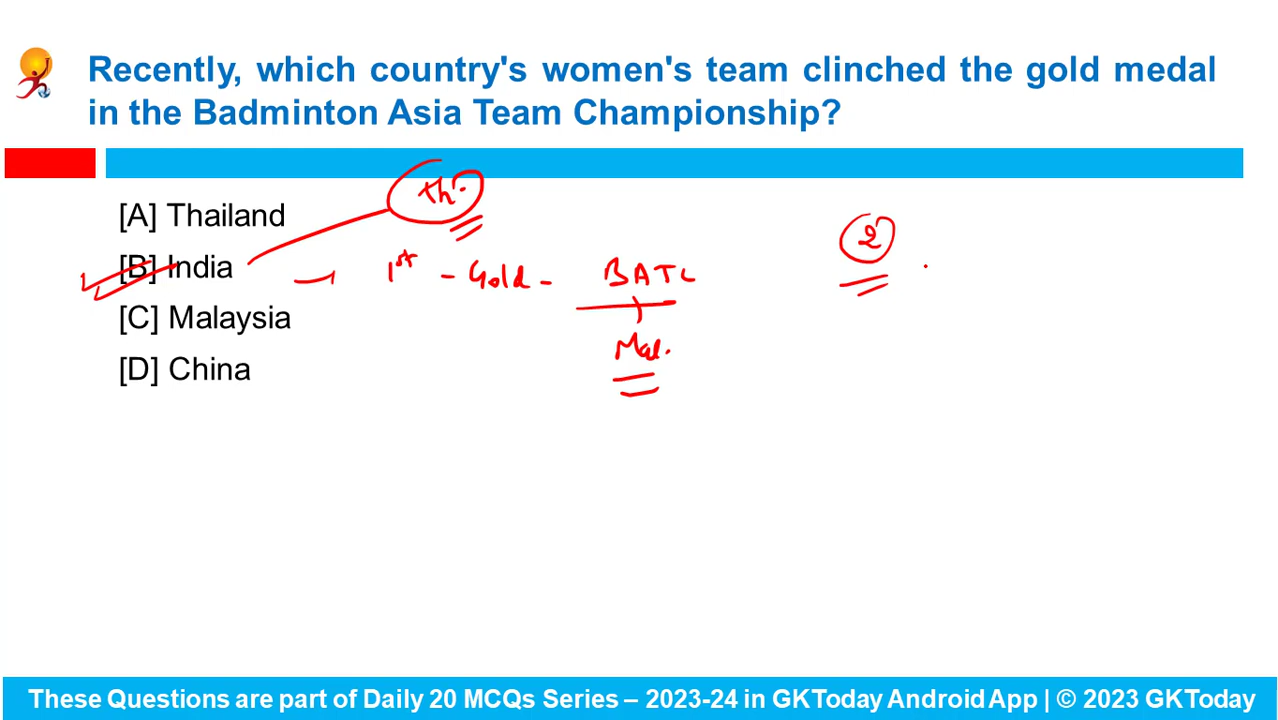 Recently, which country's women's team clinched the gold medal
in the Badminton Asia Team Championship?
Th.
[A] Thailand
2
[B] India
1st - Gold - BATC
[C] Malaysia
Mal.
[D] China
These Questions are part of Daily 20 MCQs Series – 2023-24 in GKToday Android App | © 2023 GKToday